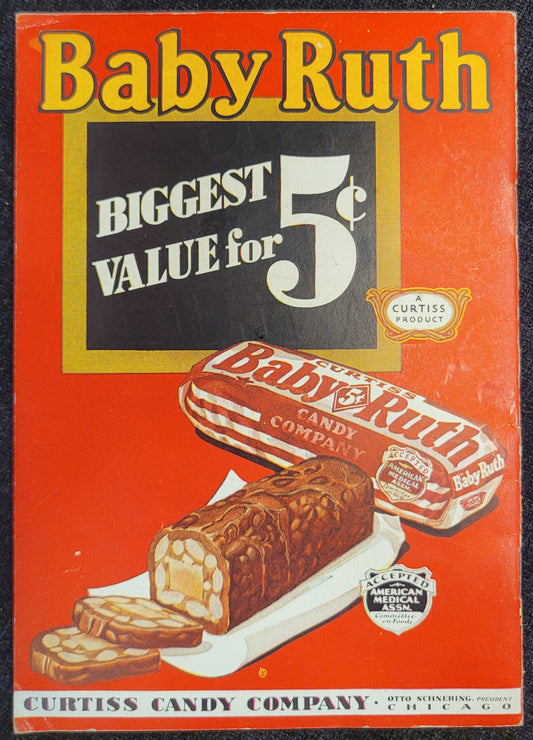 Baby Ruth
BIGGEST
VALUE for 5¢
A
CURTISS
PRODUCT
CURTISS
Baby Ruth
5¢
CANDY
COMPANY
ACCEPTED
AMERICAN
MEDICAL
ASSN.
Baby Ruth
ACCEPTED
AMERICAN
MEDICAL
ASSN.
Committee
on Foods
CURTISS CANDY COMPANY · OTTO SCHNERING, PRESIDENT
CHICAGO